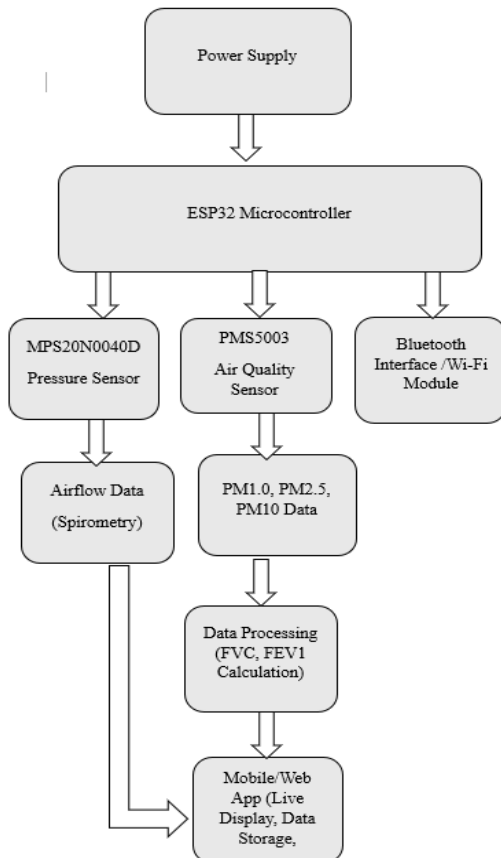 Power Supply
ESP32 Microcontroller
MPS20N0040D
Pressure Sensor
PMS5003
Air Quality
Sensor
Bluetooth
Interface /Wi-Fi
Module
Airflow Data
(Spirometry)
PM1.0, PM2.5,
PM10 Data
Data Processing
(FVC, FEV1
Calculation)
Mobile/Web
App (Live
Display, Data
Storage,